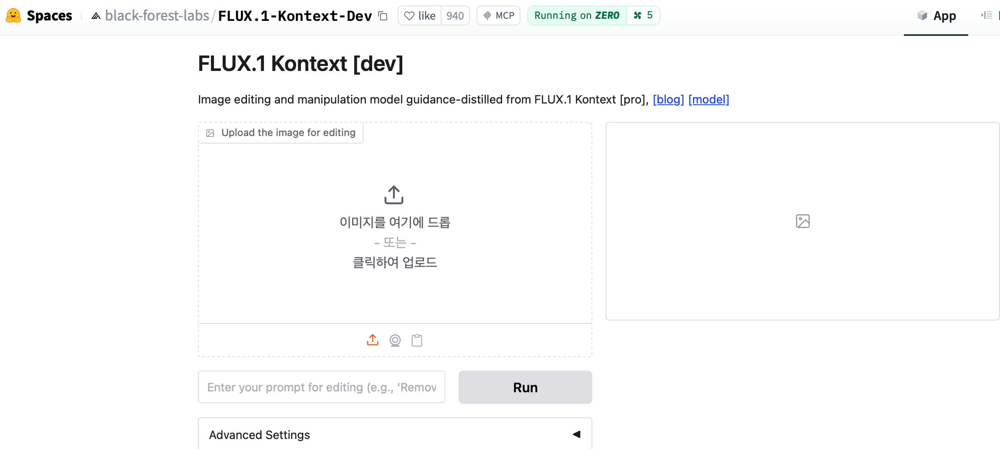 Spaces black-forest-labs/FLUX.1-Kontext-Dev like 940 MCP Running on ZERO 5 App
FLUX.1 Kontext [dev]
Image editing and manipulation model guidance-distilled from FLUX.1 Kontext [pro], [blog] [model]
Upload the image for editing
이미지를 여기에 드롭
- 또는 -
클릭하여 업로드
Enter your prompt for editing (e.g., 'Remov
Run
Advanced Settings